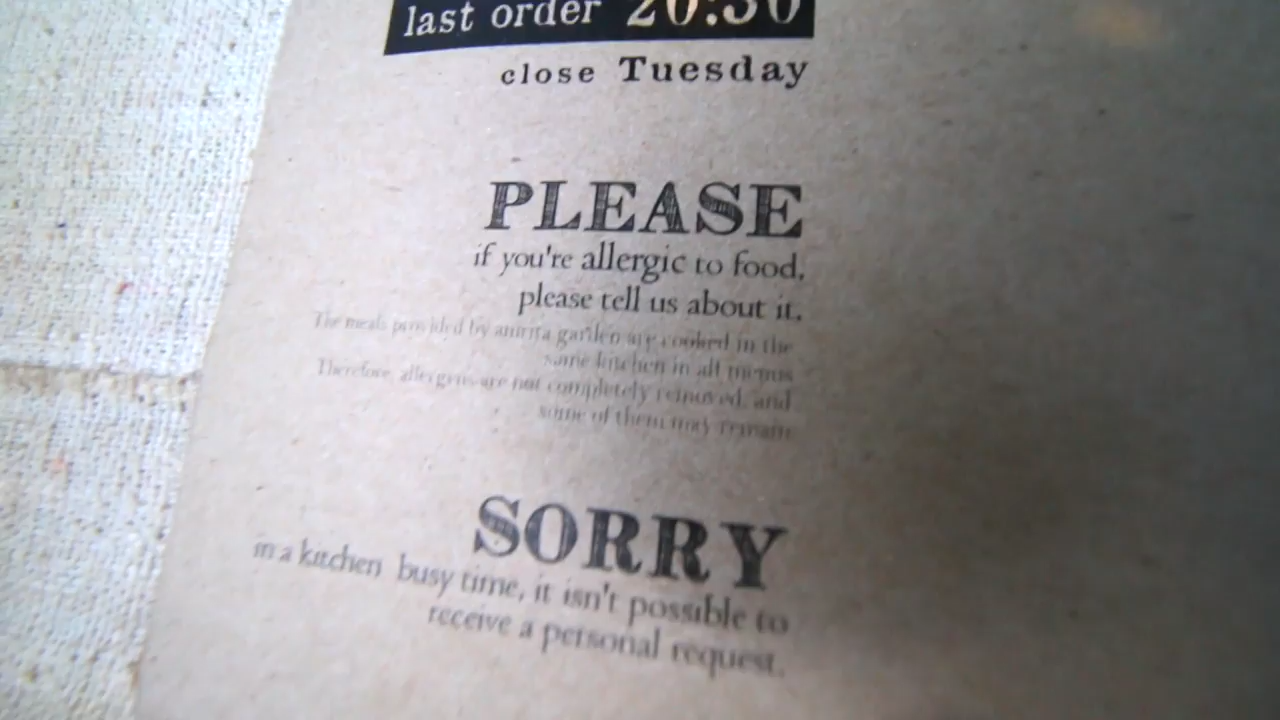 last order 20:30
close Tuesday
PLEASE
if you're allergic to food,
please tell us about it.
The meals provided by amrita garden are cooked in the
same kitchen in all menus
Therefore, allergens are not completely removed, and
some of them may remain
SORRY
in a kitchen busy time, it isn't possible to
receive a personal request.